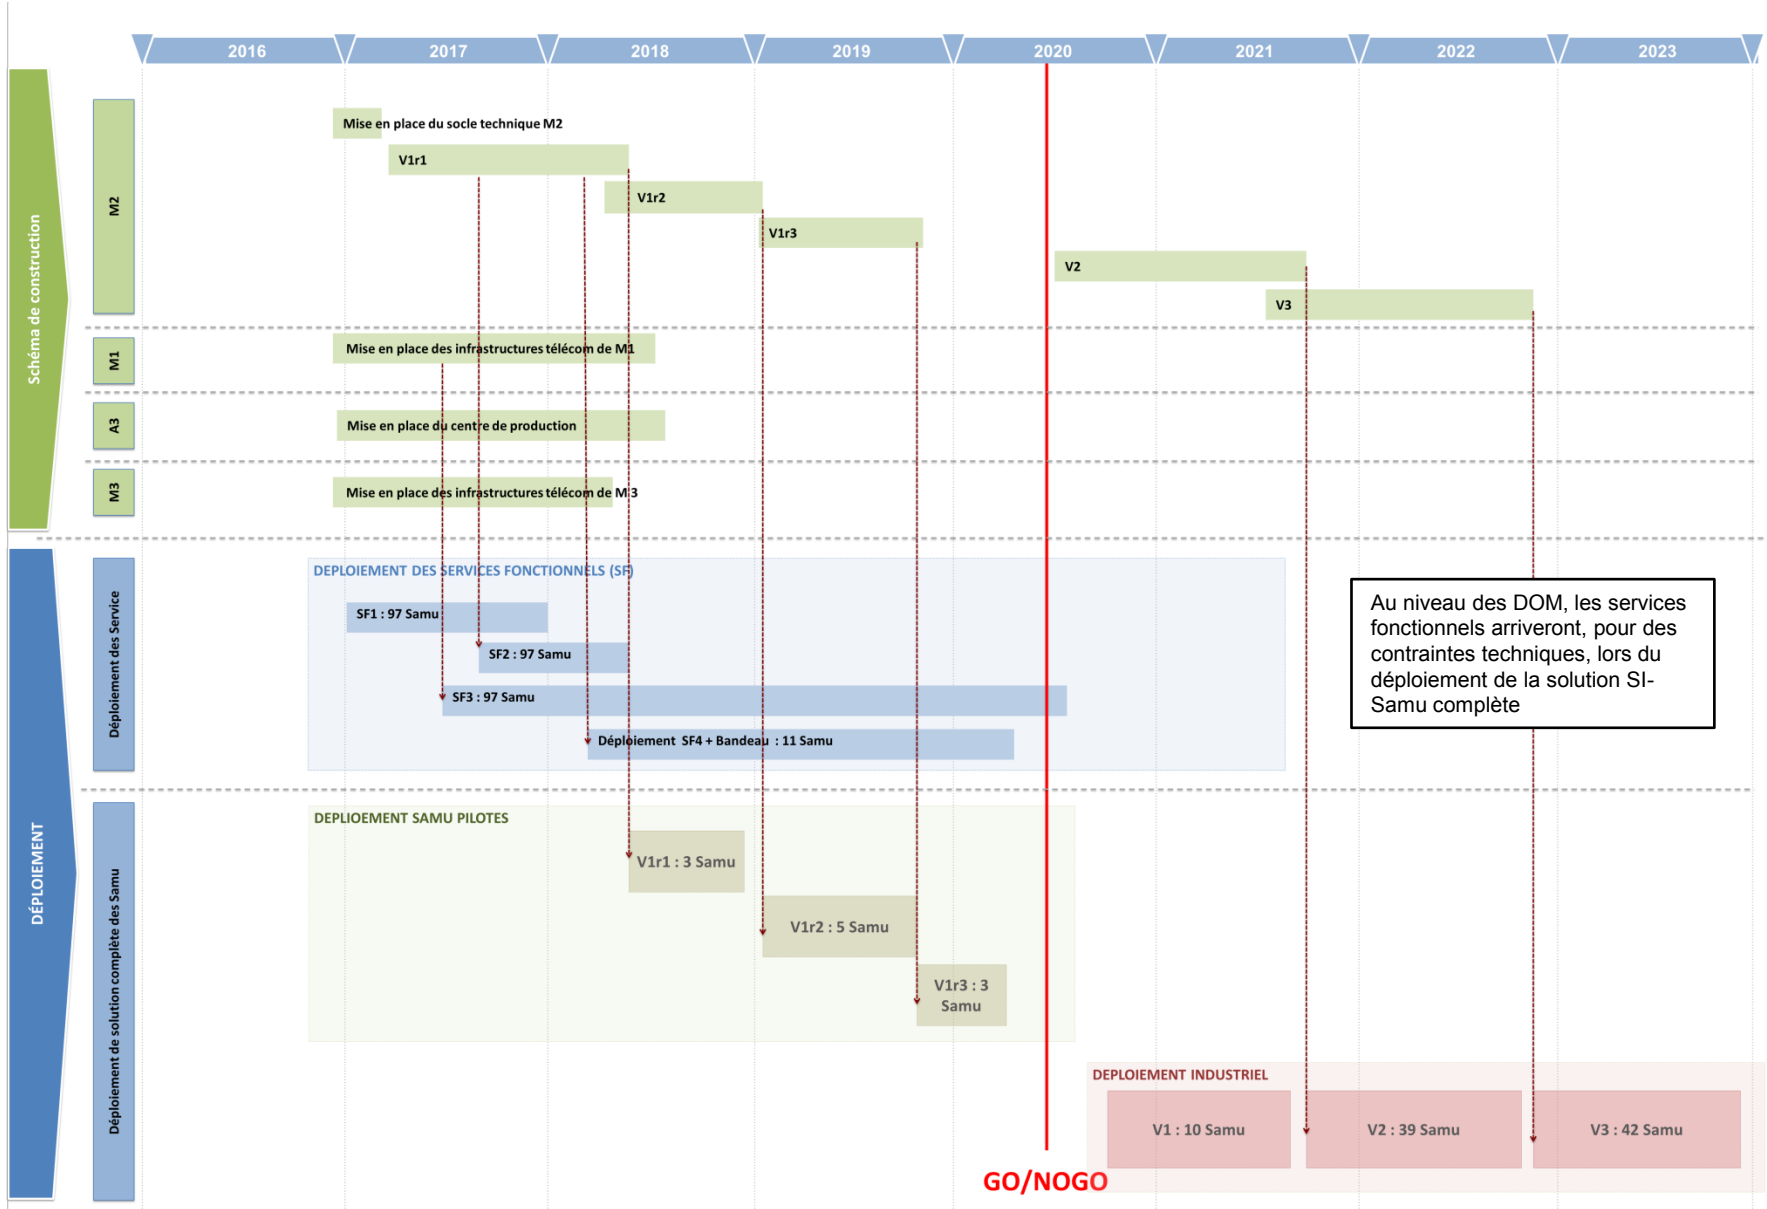 2016 2017 2018 2019 2020 2021 2022 2023
Schéma de construction
M2
Mise en place du socle technique M2
V1r1
V1r2
V1r3
V2
V3
M1
Mise en place des infrastructures télécom de M1
A3
Mise en place du centre de production
M3
Mise en place des infrastructures télécom de M3
DÉPLOIEMENT
Déploiement des Service
DEPLOIEMENT DES SERVICES FONCTIONNELS (SF)
SF1 : 97 Samu
SF2 : 97 Samu
SF3 : 97 Samu
Déploiement SF4 + Bandeau : 11 Samu
Au niveau des DOM, les services
fonctionnels arriveront, pour des
contraintes techniques, lors du
déploiement de la solution SI-
Samu complète
Déploiement de solution complète des Samu
DEPLIOEMENT SAMU PILOTES
V1r1 : 3 Samu
V1r2 : 5 Samu
V1r3 : 3
Samu
DEPLOIEMENT INDUSTRIEL
V1 : 10 Samu
V2 : 39 Samu
V3 : 42 Samu
GO/NOGO